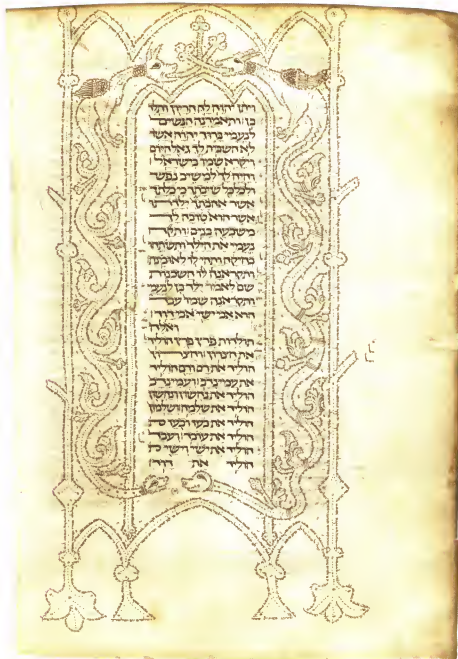 ויתן יהוה לה הריון ותלד
בן׃ ותאמרנה הנשים
לנעמי ברוך יהוה אשר
לא השבית לך גאל היום
ויקרא שמו בישראל׃
והיה לך למשיב נפש
ולכלכל שיבתך כי כלתך
אשר אהבתך ילדתו
אשר היא טובה לך
משבעה בנים׃ ותקח
נעמי את הילד ותשתהו
בחיקה ותהי לו לאומנת׃
ותקראנה לו השכנות
שם לאמר ילד בן לנעמי
ותקראנה שמו
הוא אבי ישי אבי דוד׃
ואלה
תולדות פרץ פרץ הוליד
את חצרון׃ וחצרון
הוליד את רם ורם הוליד
את עמינדב׃ ועמינדב
הוליד את נחשון ונחשון
הוליד את שלמה׃ ושלמון
הוליד את בעז ובעז
הוליד את עובד׃ ועבד
הוליד את ישי וישי
הוליד את דוד׃